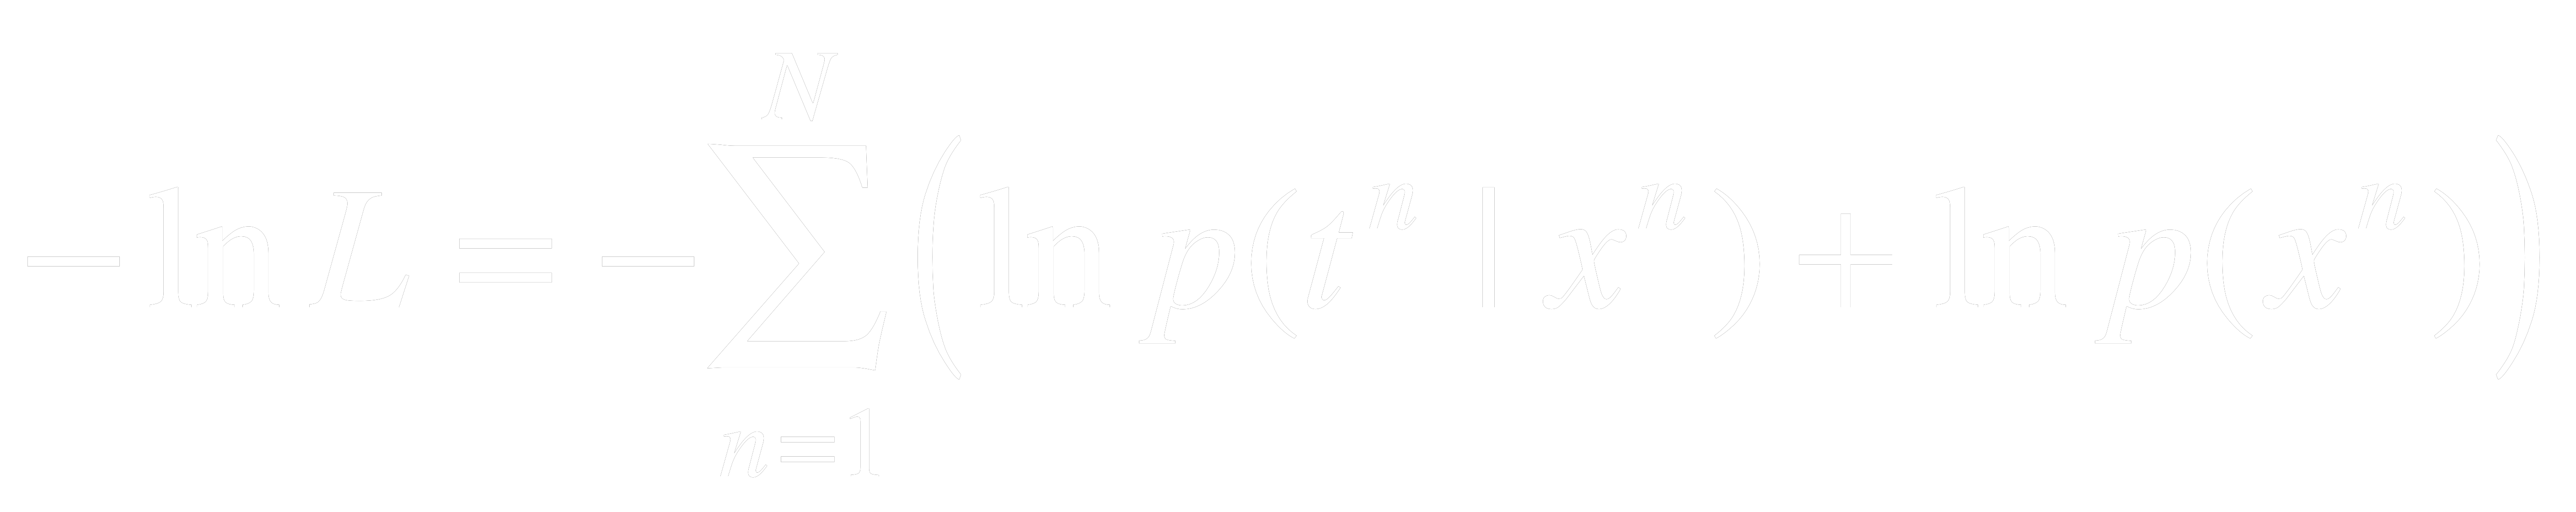 − ln L = − ∑_{n=1}^{N} ( ln p(t^n | x^n) + ln p(x^n) )